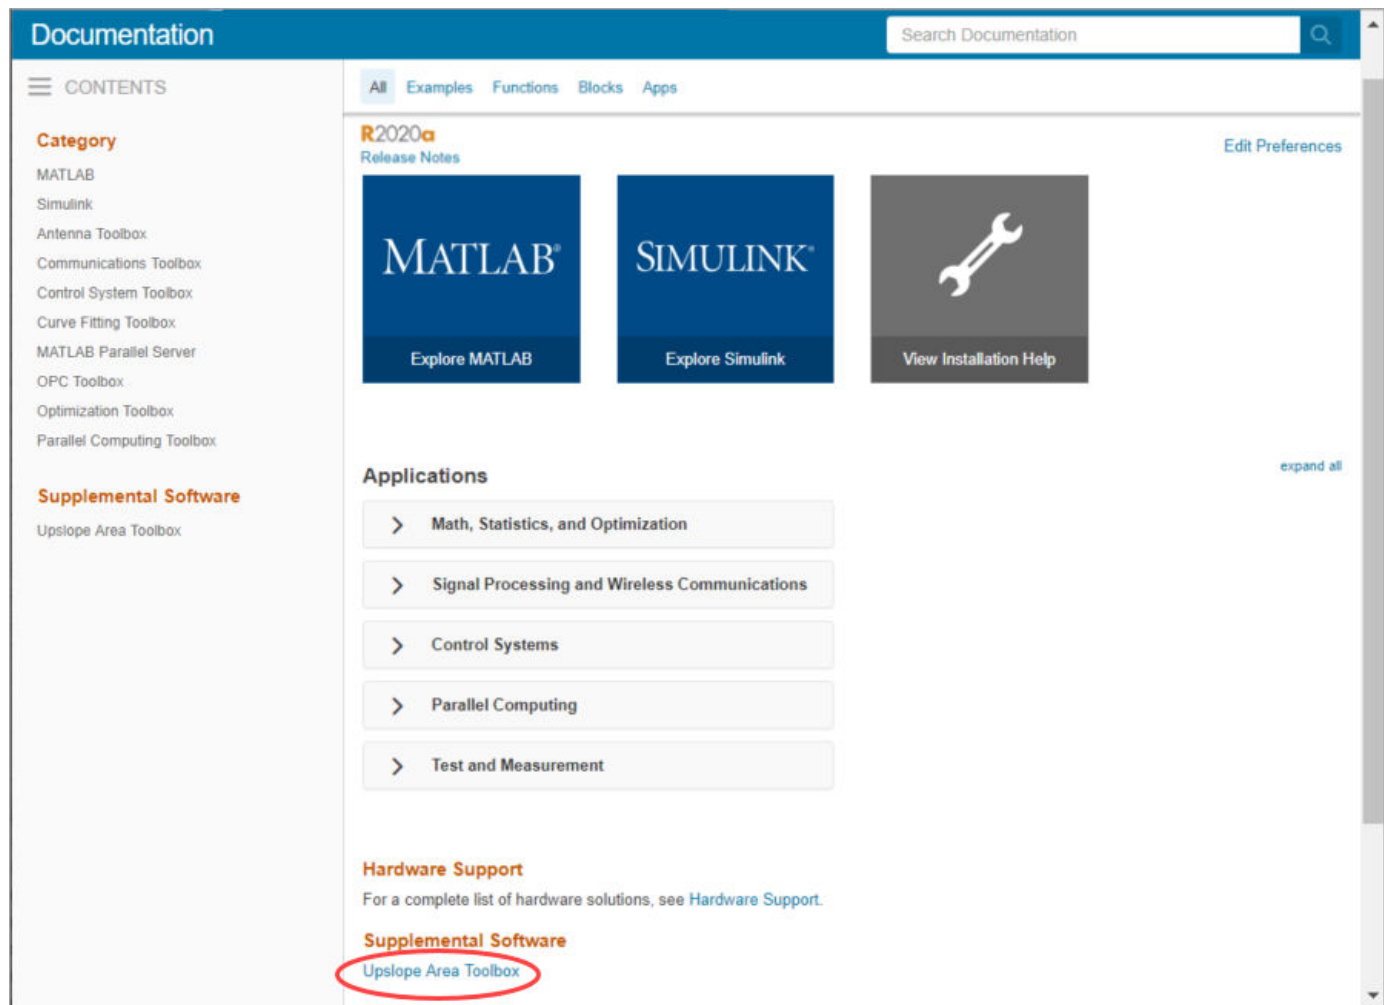 Documentation
Search Documentation
CONTENTS
All Examples Functions Blocks Apps
Category
MATLAB
Simulink
Antenna Toolbox
Communications Toolbox
Control System Toolbox
Curve Fitting Toolbox
MATLAB Parallel Server
OPC Toolbox
Optimization Toolbox
Parallel Computing Toolbox
Supplemental Software
Upslope Area Toolbox
R2020a
Release Notes
Edit Preferences
MATLAB®
Explore MATLAB
SIMULINK®
Explore Simulink
View Installation Help
Applications
expand all
Math, Statistics, and Optimization
Signal Processing and Wireless Communications
Control Systems
Parallel Computing
Test and Measurement
Hardware Support
For a complete list of hardware solutions, see Hardware Support.
Supplemental Software
Upslope Area Toolbox